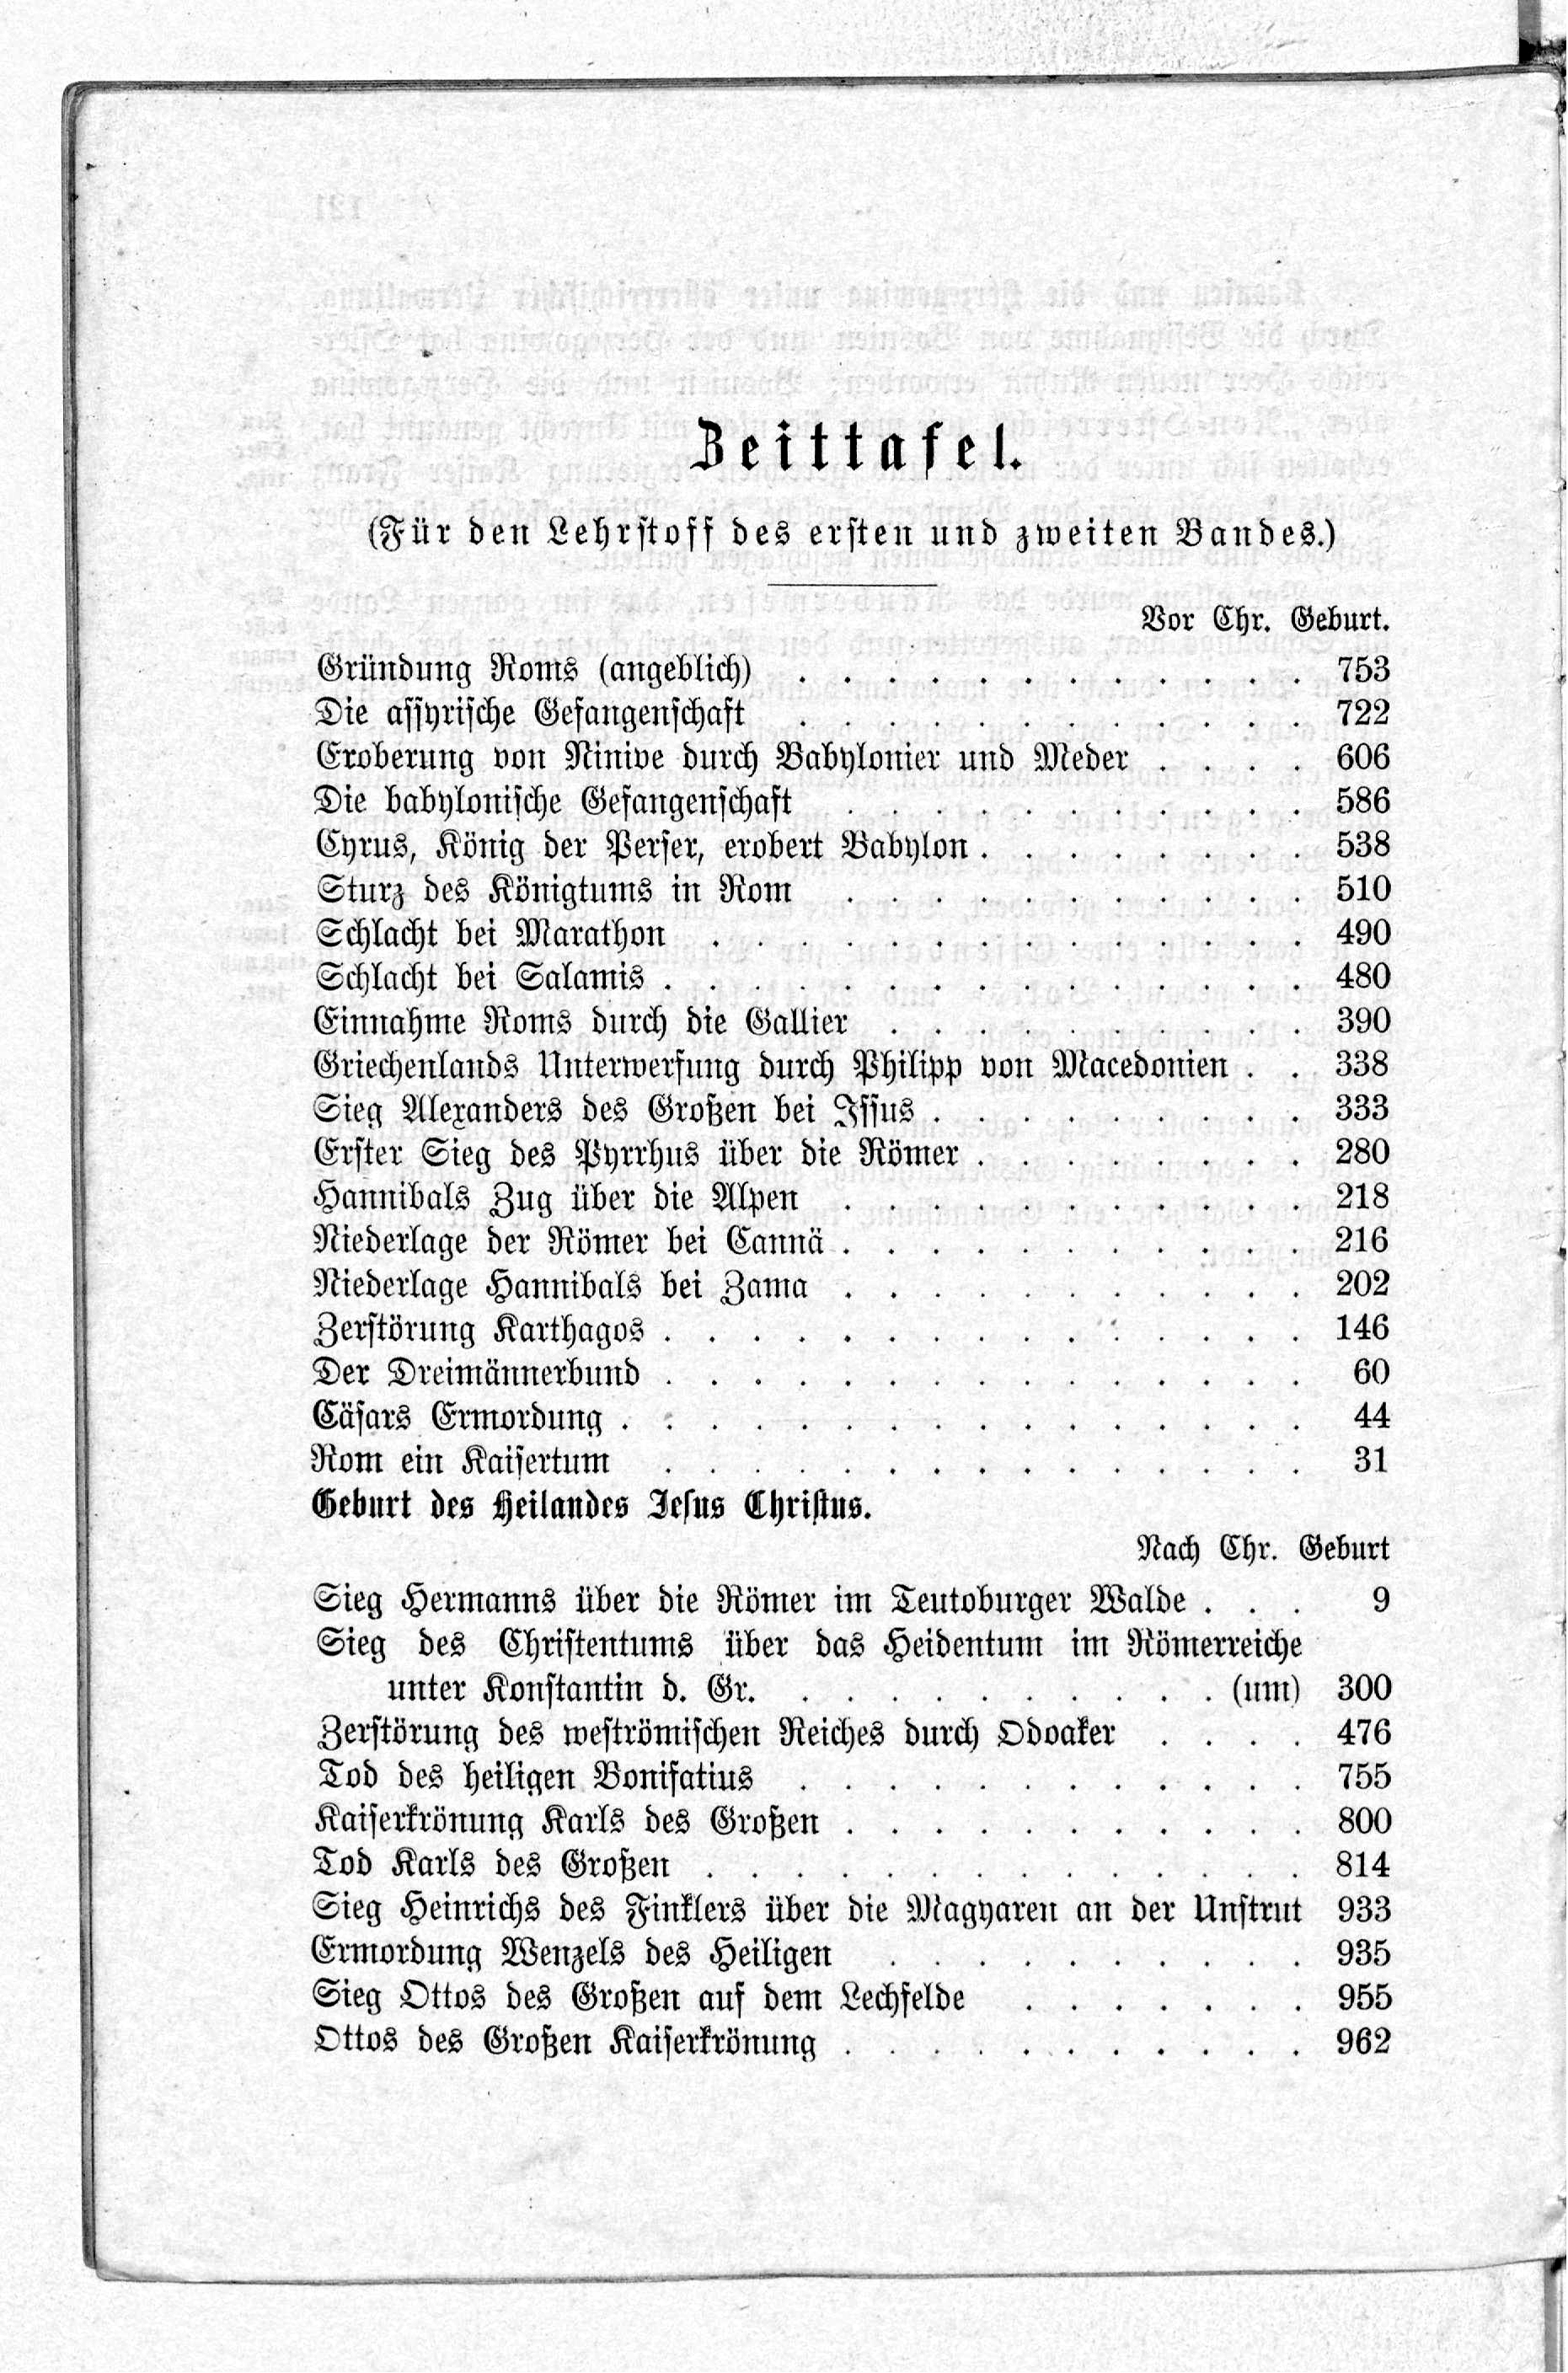 Zeittafel.
(Für den Lehrstoff des ersten und zweiten Bandes.)
Vor Chr. Geburt.
Gründung Roms (angeblich) . . . . . . . . . . . . 753
Die assyrische Gefangenschaft . . . . . . . . . . . . 722
Eroberung von Ninive durch Babylonier und Meder . . . . 606
Die babylonische Gefangenschaft . . . . . . . . . . . 586
Cyrus, König der Perser, erobert Babylon . . . . . . . . 538
Sturz des Königtums in Rom . . . . . . . . . . . 510
Schlacht bei Marathon . . . . . . . . . . . . . . 490
Schlacht bei Salamis . . . . . . . . . . . . . . . 480
Einnahme Roms durch die Gallier . . . . . . . . . . 390
Griechenlands Unterwerfung durch Philipp von Macedonien . . 338
Sieg Alexanders des Großen bei Issus . . . . . . . . . 333
Erster Sieg des Pyrrhus über die Römer . . . . . . . . 280
Hannibals Zug über die Alpen . . . . . . . . . . . 218
Niederlage der Römer bei Cannä . . . . . . . . . . . 216
Niederlage Hannibals bei Zama . . . . . . . . . . . 202
Zerstörung Karthagos . . . . . . . . . . . . . . . 146
Der Dreimännerbund . . . . . . . . . . . . . . . 60
Cäsars Ermordung . . . . . . . . . . . . . . . . 44
Rom ein Kaisertum . . . . . . . . . . . . . . . 31
Geburt des Heilandes Jesus Christus.
Nach Chr. Geburt
Sieg Hermanns über die Römer im Teutoburger Walde . . . 9
Sieg des Christentums über das Heidentum im Römerreiche
unter Konstantin d. Gr. . . . . . . . . . . (um) 300
Zerstörung des weströmischen Reiches durch Odoaker . . . . 476
Tod des heiligen Bonifatius . . . . . . . . . . . . 755
Kaiserkrönung Karls des Großen . . . . . . . . . . . 800
Tod Karls des Großen . . . . . . . . . . . . . . 814
Sieg Heinrichs des Finklers über die Magyaren an der Unstrut 933
Ermordung Wenzels des Heiligen . . . . . . . . . . 935
Sieg Ottos des Großen auf dem Lechfelde . . . . . . . 955
Ottos des Großen Kaiserkrönung . . . . . . . . . . . 962